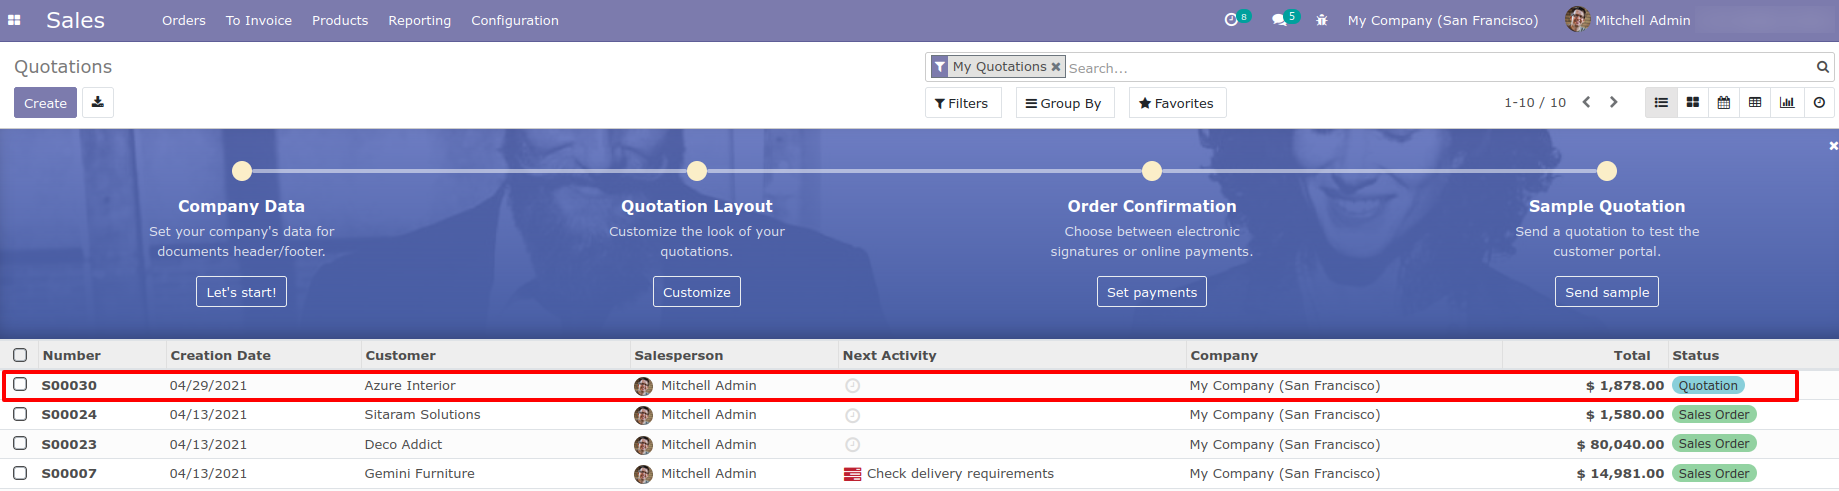 Sales Orders To Invoice Products Reporting Configuration 8 5 My Company (San Francisco) Mitchell Admin
Quotations My Quotations Search...
Create Filters Group By Favorites 1-10 / 10
Company Data Quotation Layout Order Confirmation Sample Quotation
Set your company's data for Customize the look of your Choose between electronic Send a quotation to test the
documents header/footer. quotations. signatures or online payments. customer portal.
Let's start! Customize Set payments Send sample
Number Creation Date Customer Salesperson Next Activity Company Total Status
S00030 04/29/2021 Azure Interior Mitchell Admin My Company (San Francisco) $ 1,878.00 Quotation
S00024 04/13/2021 Sitaram Solutions Mitchell Admin My Company (San Francisco) $ 1,580.00 Sales Order
S00023 04/13/2021 Deco Addict Mitchell Admin My Company (San Francisco) $ 80,040.00 Sales Order
S00007 04/13/2021 Gemini Furniture Mitchell Admin Check delivery requirements My Company (San Francisco) $ 14,981.00 Sales Order